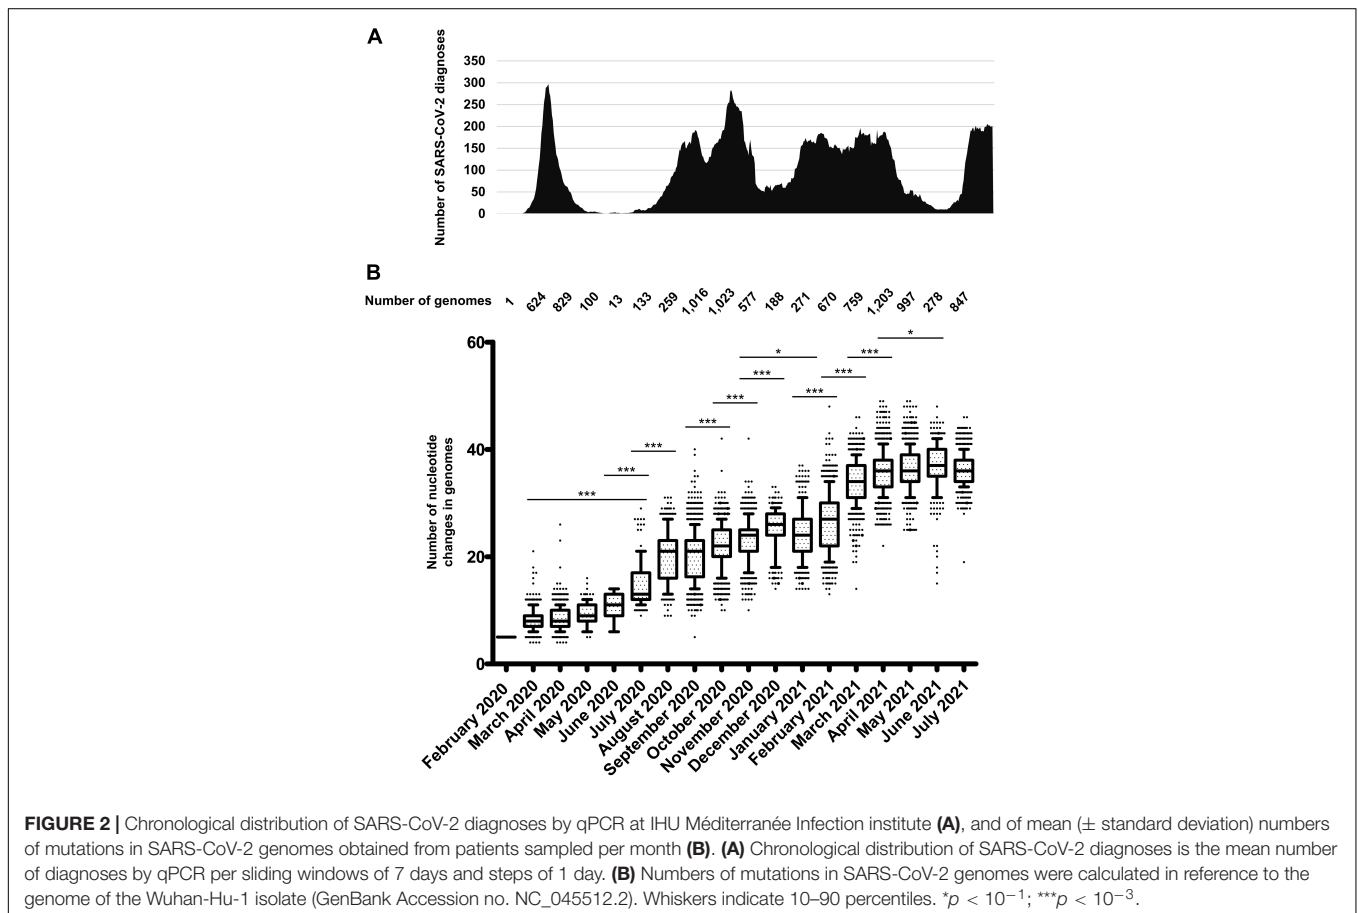 A
Number of SARS-CoV-2 diagnoses
350
300
250
200
150
100
50
0
B
Number of genomes 1 624 829 100 13 133 259 1,016 1,023 577 188 271 670 759 1,203 997 278 847
Number of nucleotide
changes in genomes
60
40
20
0
*
*
***
***
***
***
***
***
***
***
***
***
February 2020
March 2020
April 2020
May 2020
June 2020
July 2020
August 2020
September 2020
October 2020
November 2020
December 2020
January 2021
February 2021
March 2021
April 2021
May 2021
June 2021
July 2021
FIGURE 2 | Chronological distribution of SARS-CoV-2 diagnoses by qPCR at IHU Méditerranée Infection institute (A), and of mean (± standard deviation) numbers
of mutations in SARS-CoV-2 genomes obtained from patients sampled per month (B). (A) Chronological distribution of SARS-CoV-2 diagnoses is the mean number
of diagnoses by qPCR per sliding windows of 7 days and steps of 1 day. (B) Numbers of mutations in SARS-CoV-2 genomes were calculated in reference to the
genome of the Wuhan-Hu-1 isolate (GenBank Accession no. NC_045512.2). Whiskers indicate 10–90 percentiles. *p < 10⁻¹; ***p < 10⁻³.